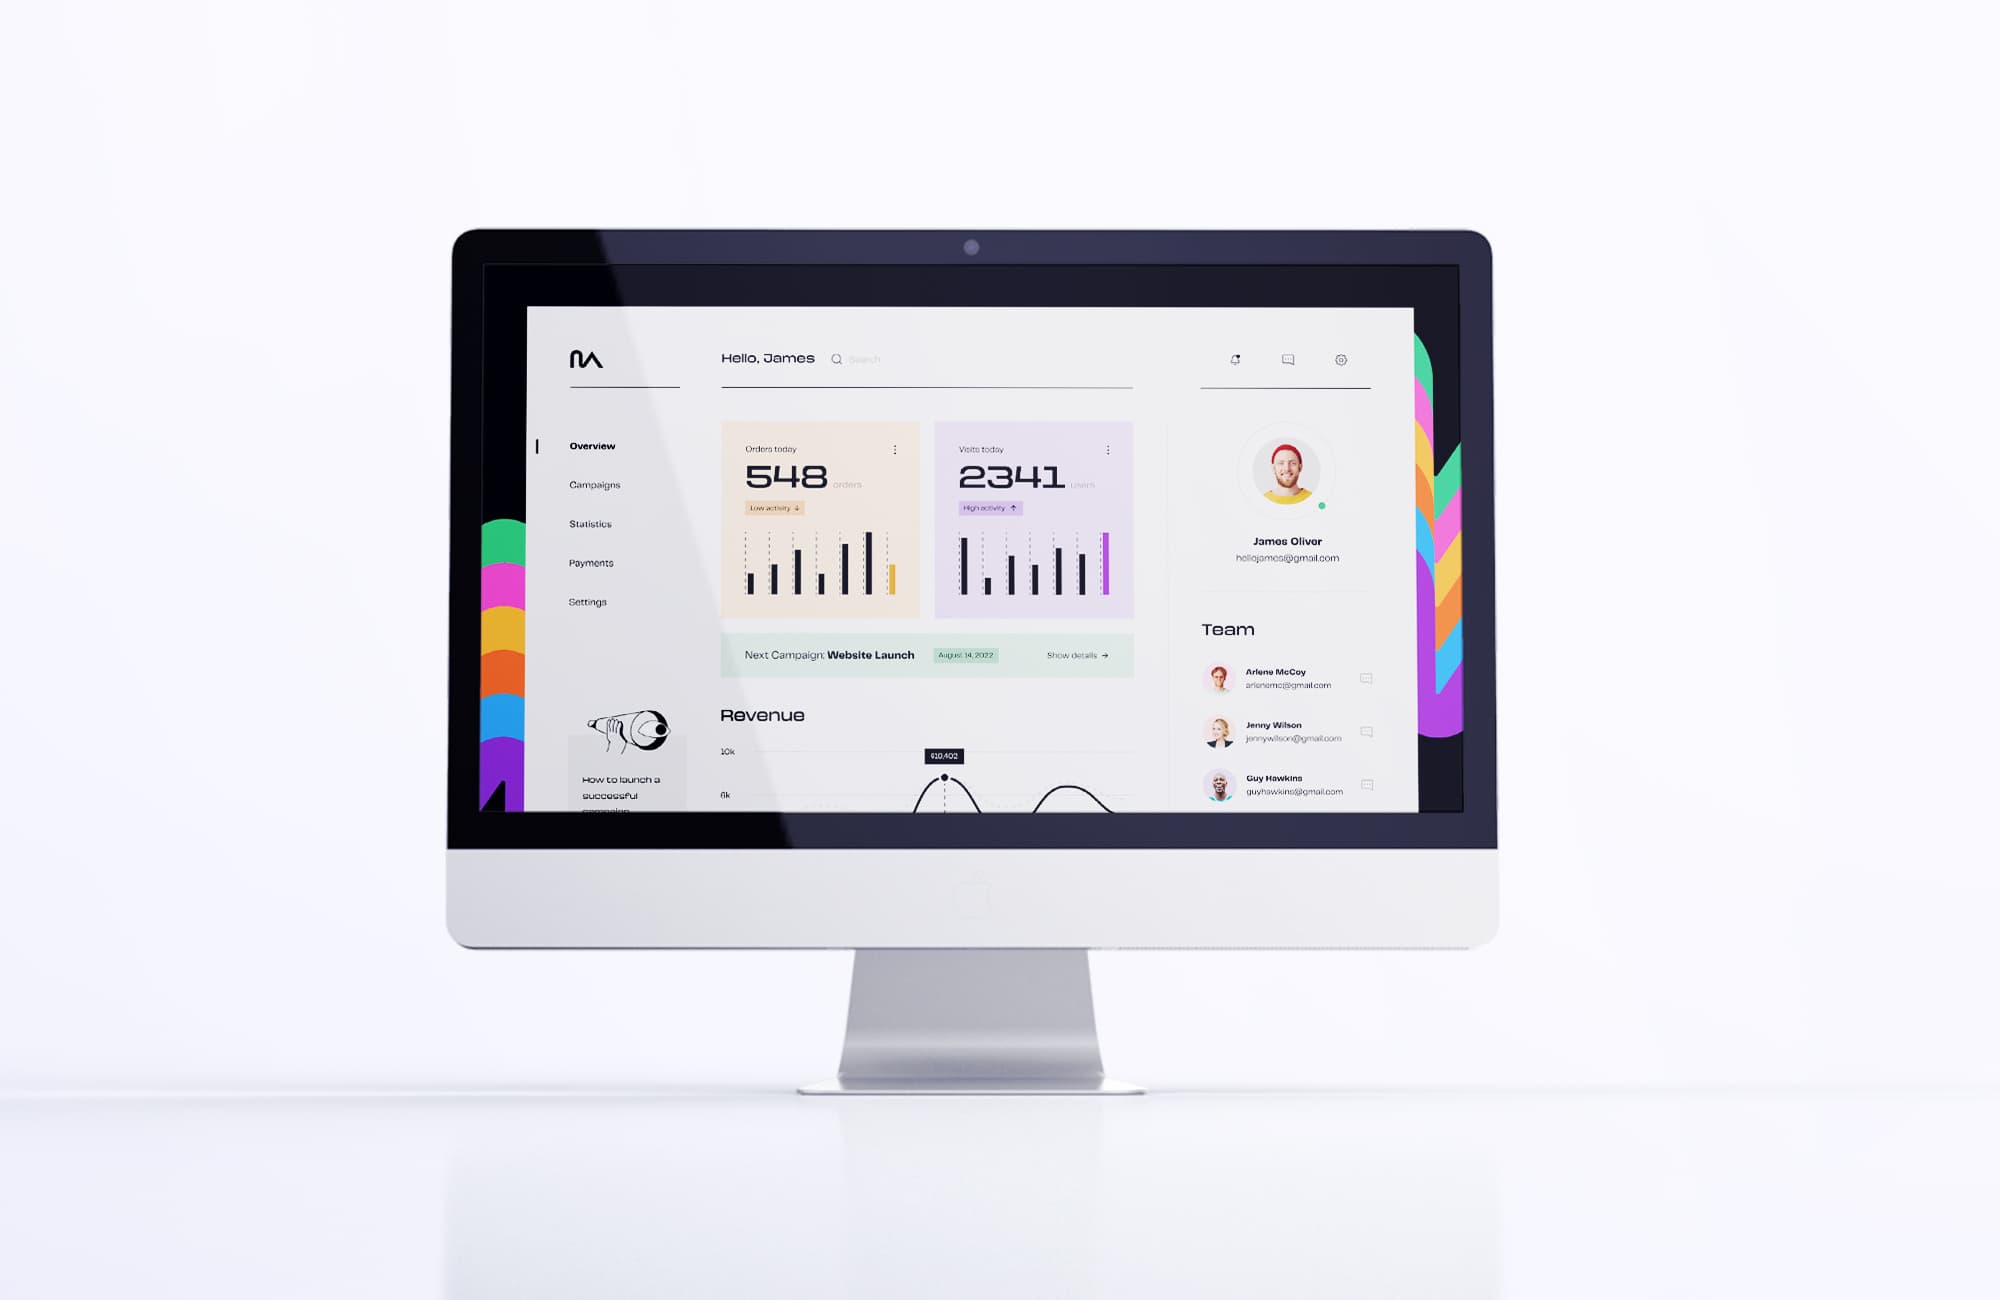 Hello, James
Search
Overview
Campaigns
Statistics
Payments
Settings
How to launch a
successful
campaign
Orders today
548 orders
Low activity ↓
Visits today
2341 users
High activity ↑
Next Campaign: Website Launch
August 14, 2022
Show details →
Revenue
10k
$10,402
6k
James Oliver
hellojames@gmail.com
Team
Arlene McCoy
arlenemc@gmail.com
Jenny Wilson
jennywilson@gmail.com
Guy Hawkins
guyhawkins@gmail.com